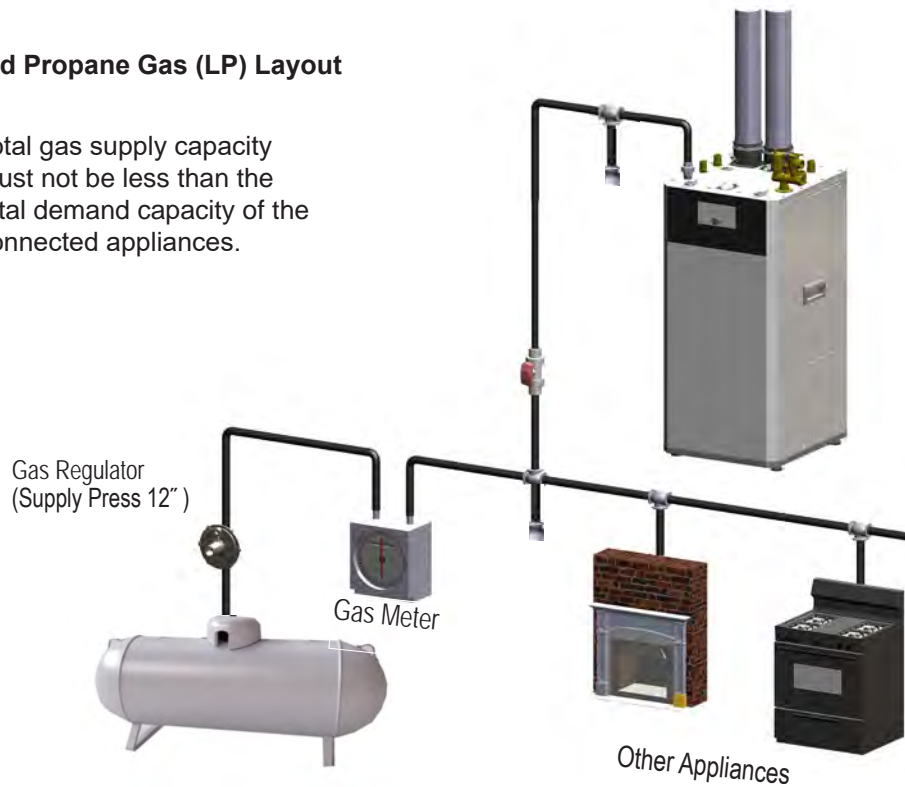 d Propane Gas (LP) Layout
otal gas supply capacity
ust not be less than the
tal demand capacity of the
onnected appliances.
Gas Regulator
(Supply Press 12″ )
Gas Meter
Other Appliances